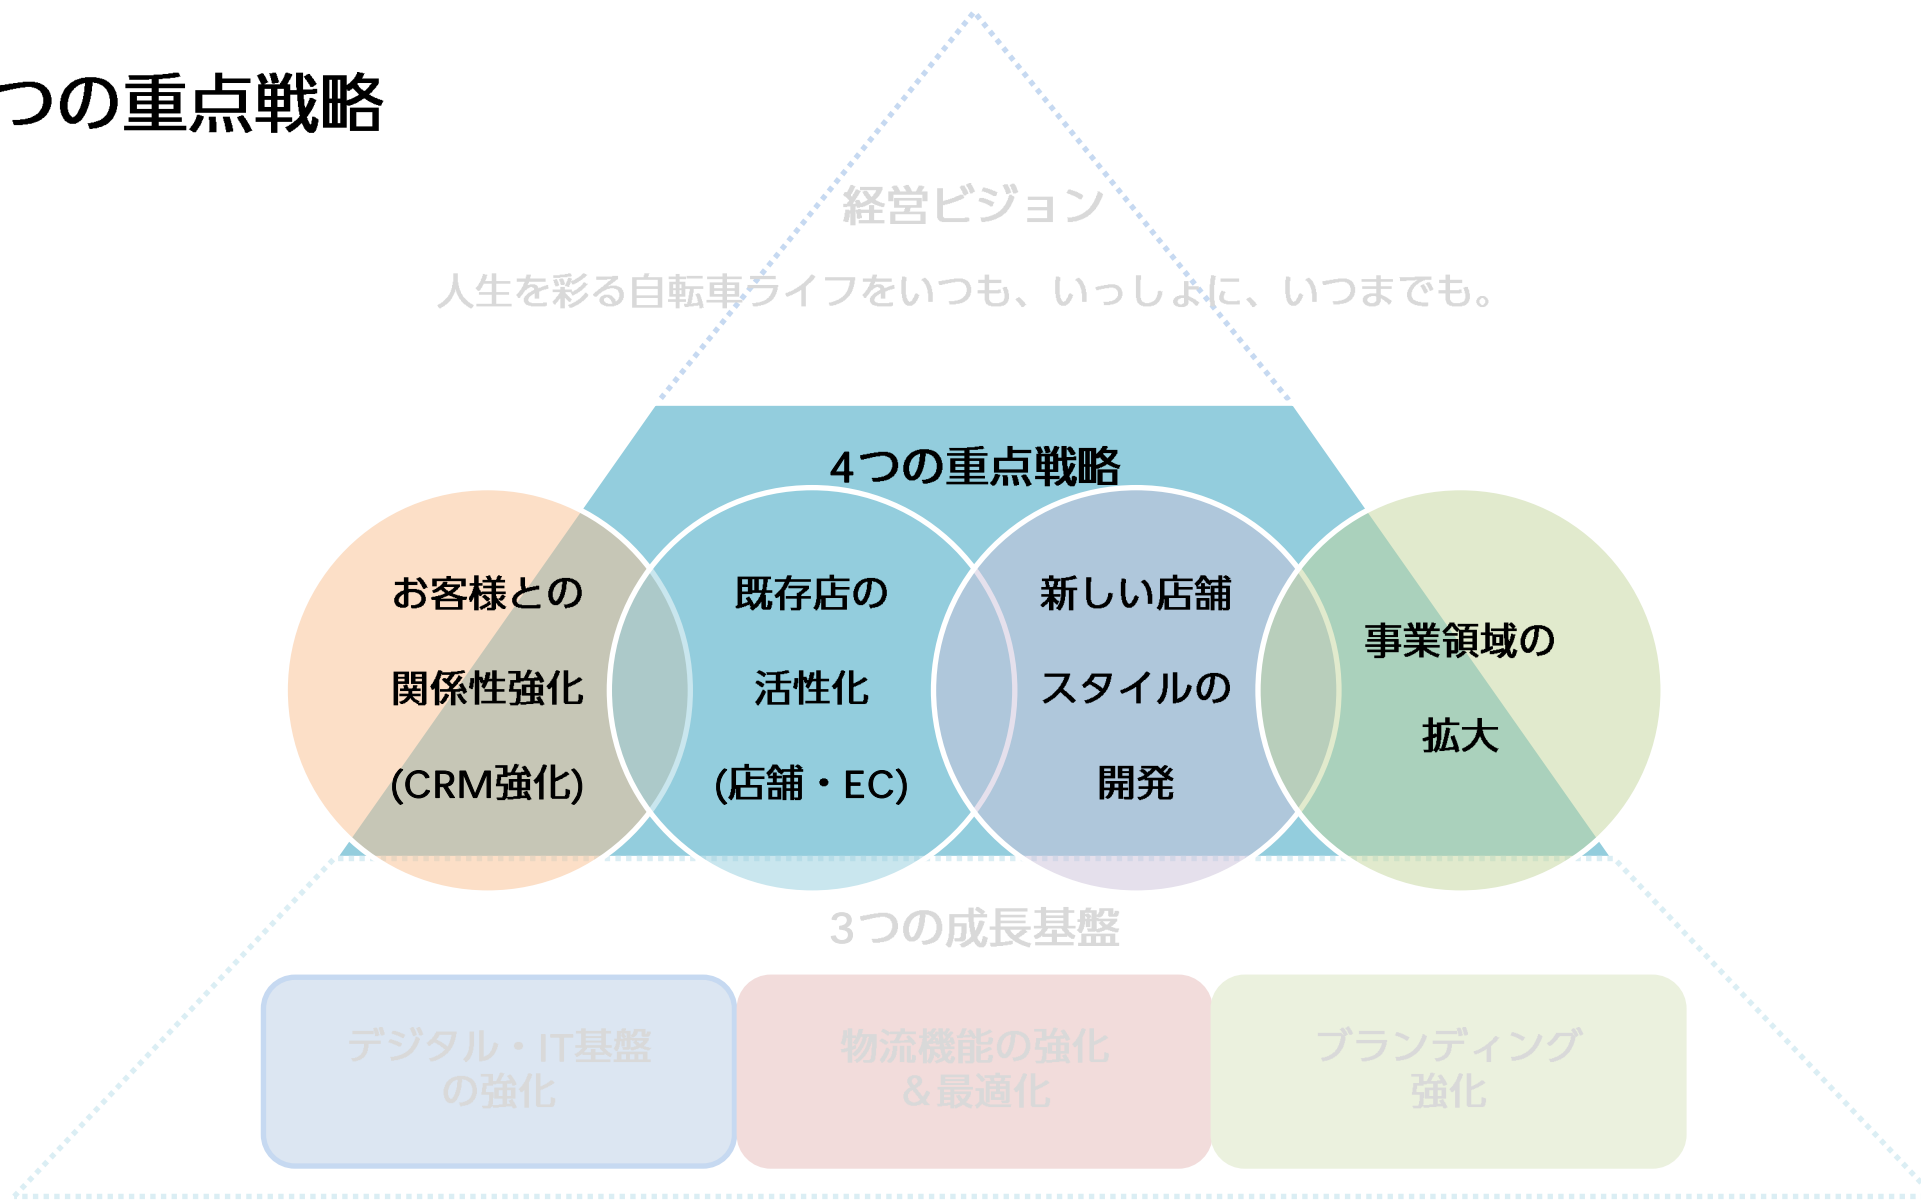 つの重点戦略
経営ビジョン
人生を彩る自転車ライフをいつも、いっしょに、いつまでも。
4つの重点戦略
お客様との
関係性強化
(CRM強化)
既存店の
活性化
(店舗・EC)
新しい店舗
スタイルの
開発
事業領域の
拡大
3つの成長基盤
デジタル・IT基盤
の強化
物流機能の強化
＆最適化
ブランディング
強化